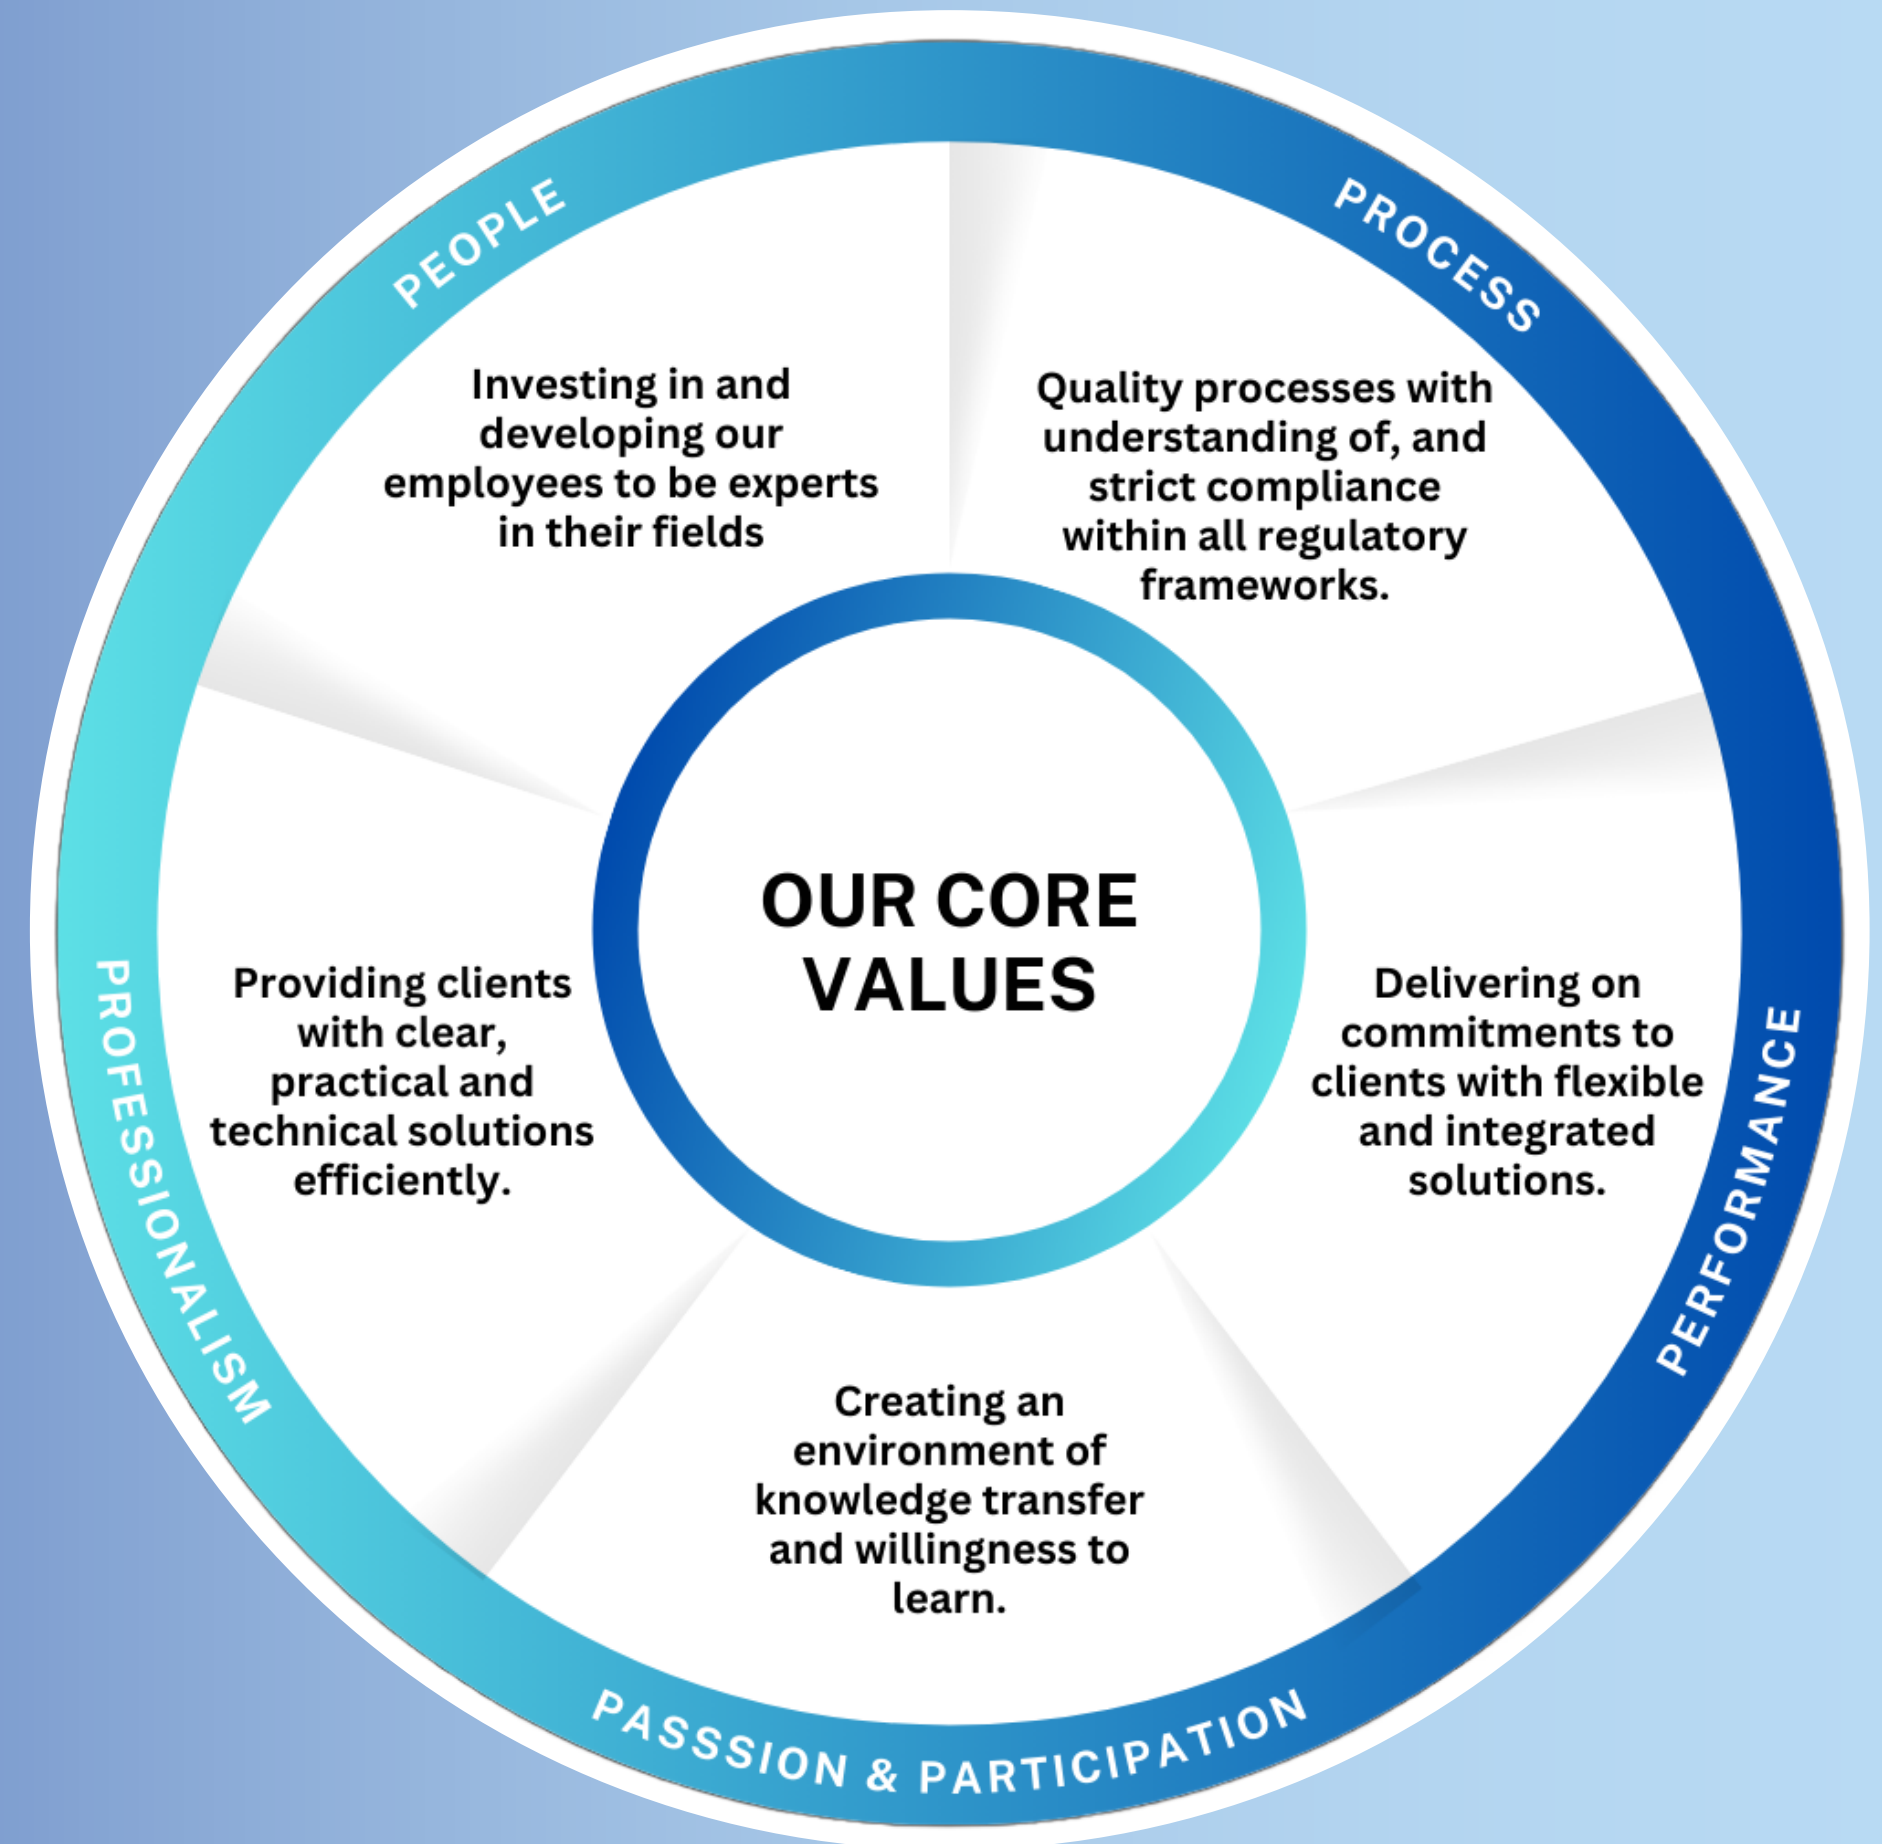 PEOPLE
Investing in and
developing our
employees to be experts
in their fields
PROCESS
Quality processes with
understanding of, and
strict compliance
within all regulatory
frameworks.
OUR CORE
VALUES
PROFESSIONALISM
Providing clients
with clear,
practical and
technical solutions
efficiently.
PERFORMANCE
Delivering on
commitments to
clients with flexible
and integrated
solutions.
Creating an
environment of
knowledge transfer
and willingness to
learn.
PASSSION & PARTICIPATION